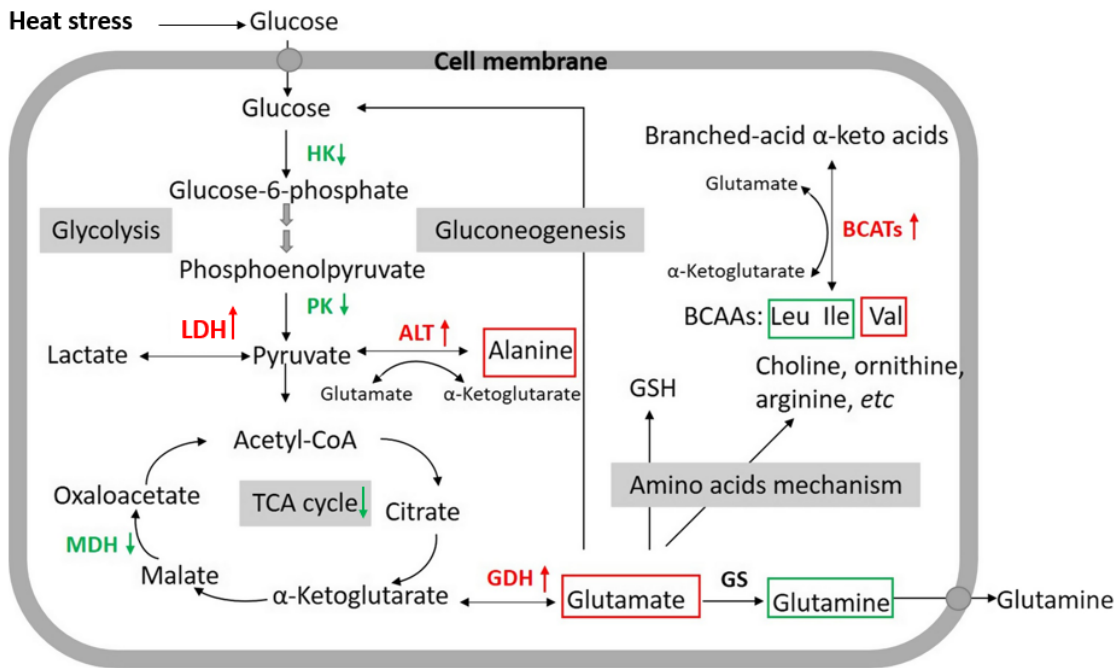 Heat stress
Glucose
Cell membrane
Glucose
HK↓
Glucose-6-phosphate
Glycolysis
Gluconeogenesis
Phosphoenolpyruvate
PK↓
LDH↑
ALT↑
Lactate
Pyruvate
Alanine
Glutamate
α-Ketoglutarate
Branched-acid α-keto acids
Glutamate
BCATs↑
α-Ketoglutarate
BCAAs: Leu Ile Val
Choline, ornithine,
arginine, etc
GSH
Amino acids mechanism
Acetyl-CoA
Oxaloacetate
TCA cycle↓
Citrate
MDH↓
Malate
α-Ketoglutarate
GDH↑
Glutamate
GS
Glutamine
Glutamine